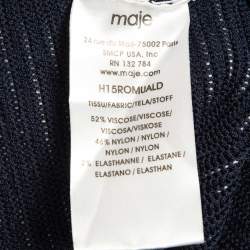 maje
24 rue du Mail-75002 Paris
SMCP USA, Inc
RN 132 784
www.maje.com
H15ROMUALD
TISSU/FABRIC/TELA/STOFF
52% VISCOSE/VISCOSE/
VISCOSA/VISKOSE
46% NYLON / NYLON /
NYLON / NYLON
2% ELASTHANNE / ELASTANE /
ELASTANO / ELASTHAN